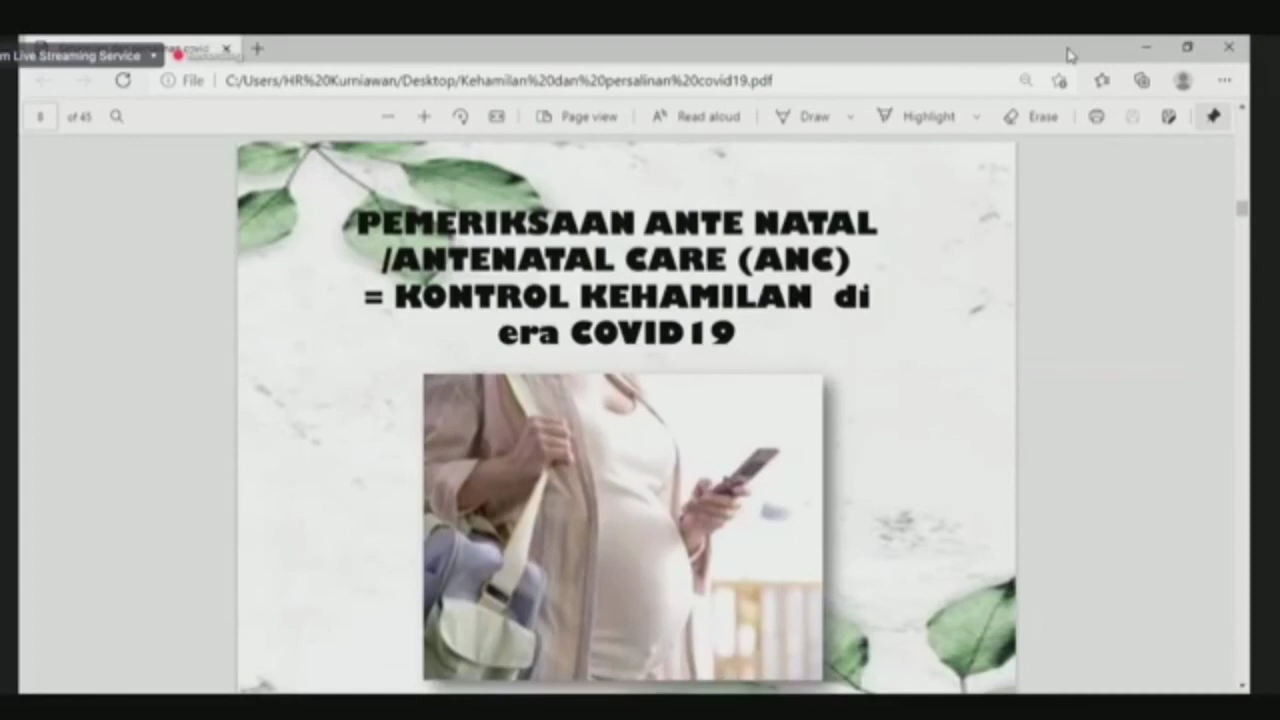 m Live Streaming Service
File
C:/Users/HR%20Kurniawan/Desktop/Kehamilan%20dan%20persalinan%20covid19.pdf
8 of 45
Page view
Read aloud
Draw
Highlight
Erase
PEMERIKSAAN ANTE NATAL
/ANTENATAL CARE (ANC)
= KONTROL KEHAMILAN di
era COVID19